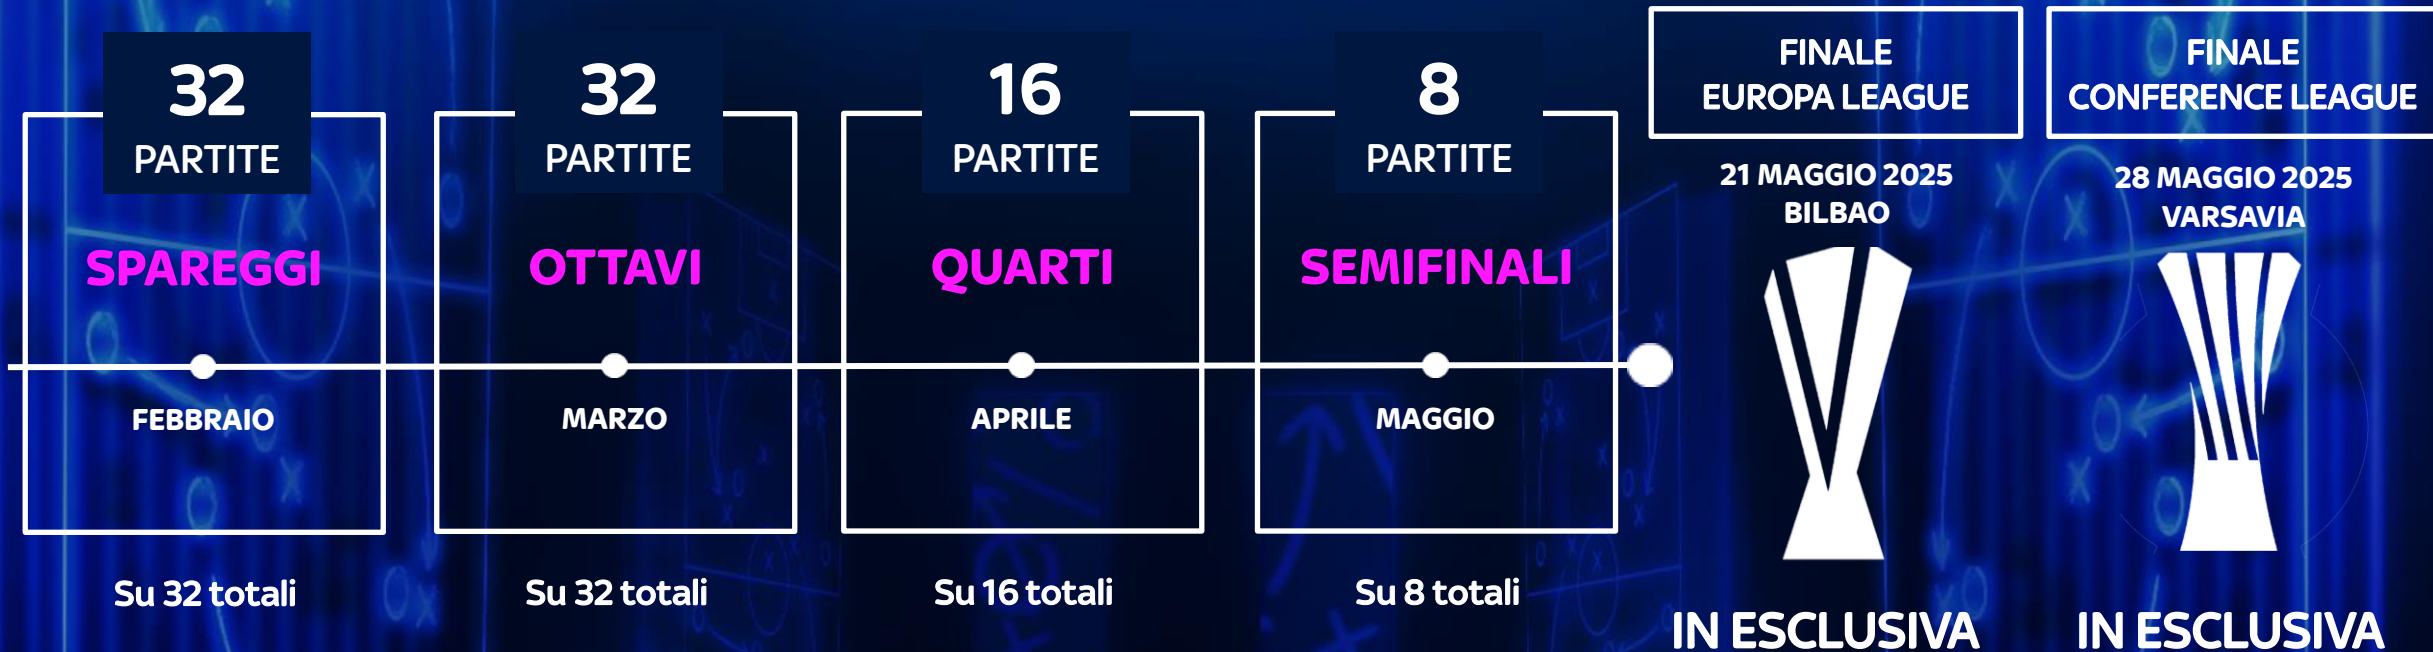 32
PARTITE
SPAREGGI
FEBBRAIO
Su 32 totali
32
PARTITE
OTTAVI
MARZO
Su 32 totali
16
PARTITE
QUARTI
APRILE
Su 16 totali
8
PARTITE
SEMIFINALI
MAGGIO
Su 8 totali
FINALE
EUROPA LEAGUE
21 MAGGIO 2025
BILBAO
IN ESCLUSIVA
FINALE
CONFERENCE LEAGUE
28 MAGGIO 2025
VARSAVIA
IN ESCLUSIVA